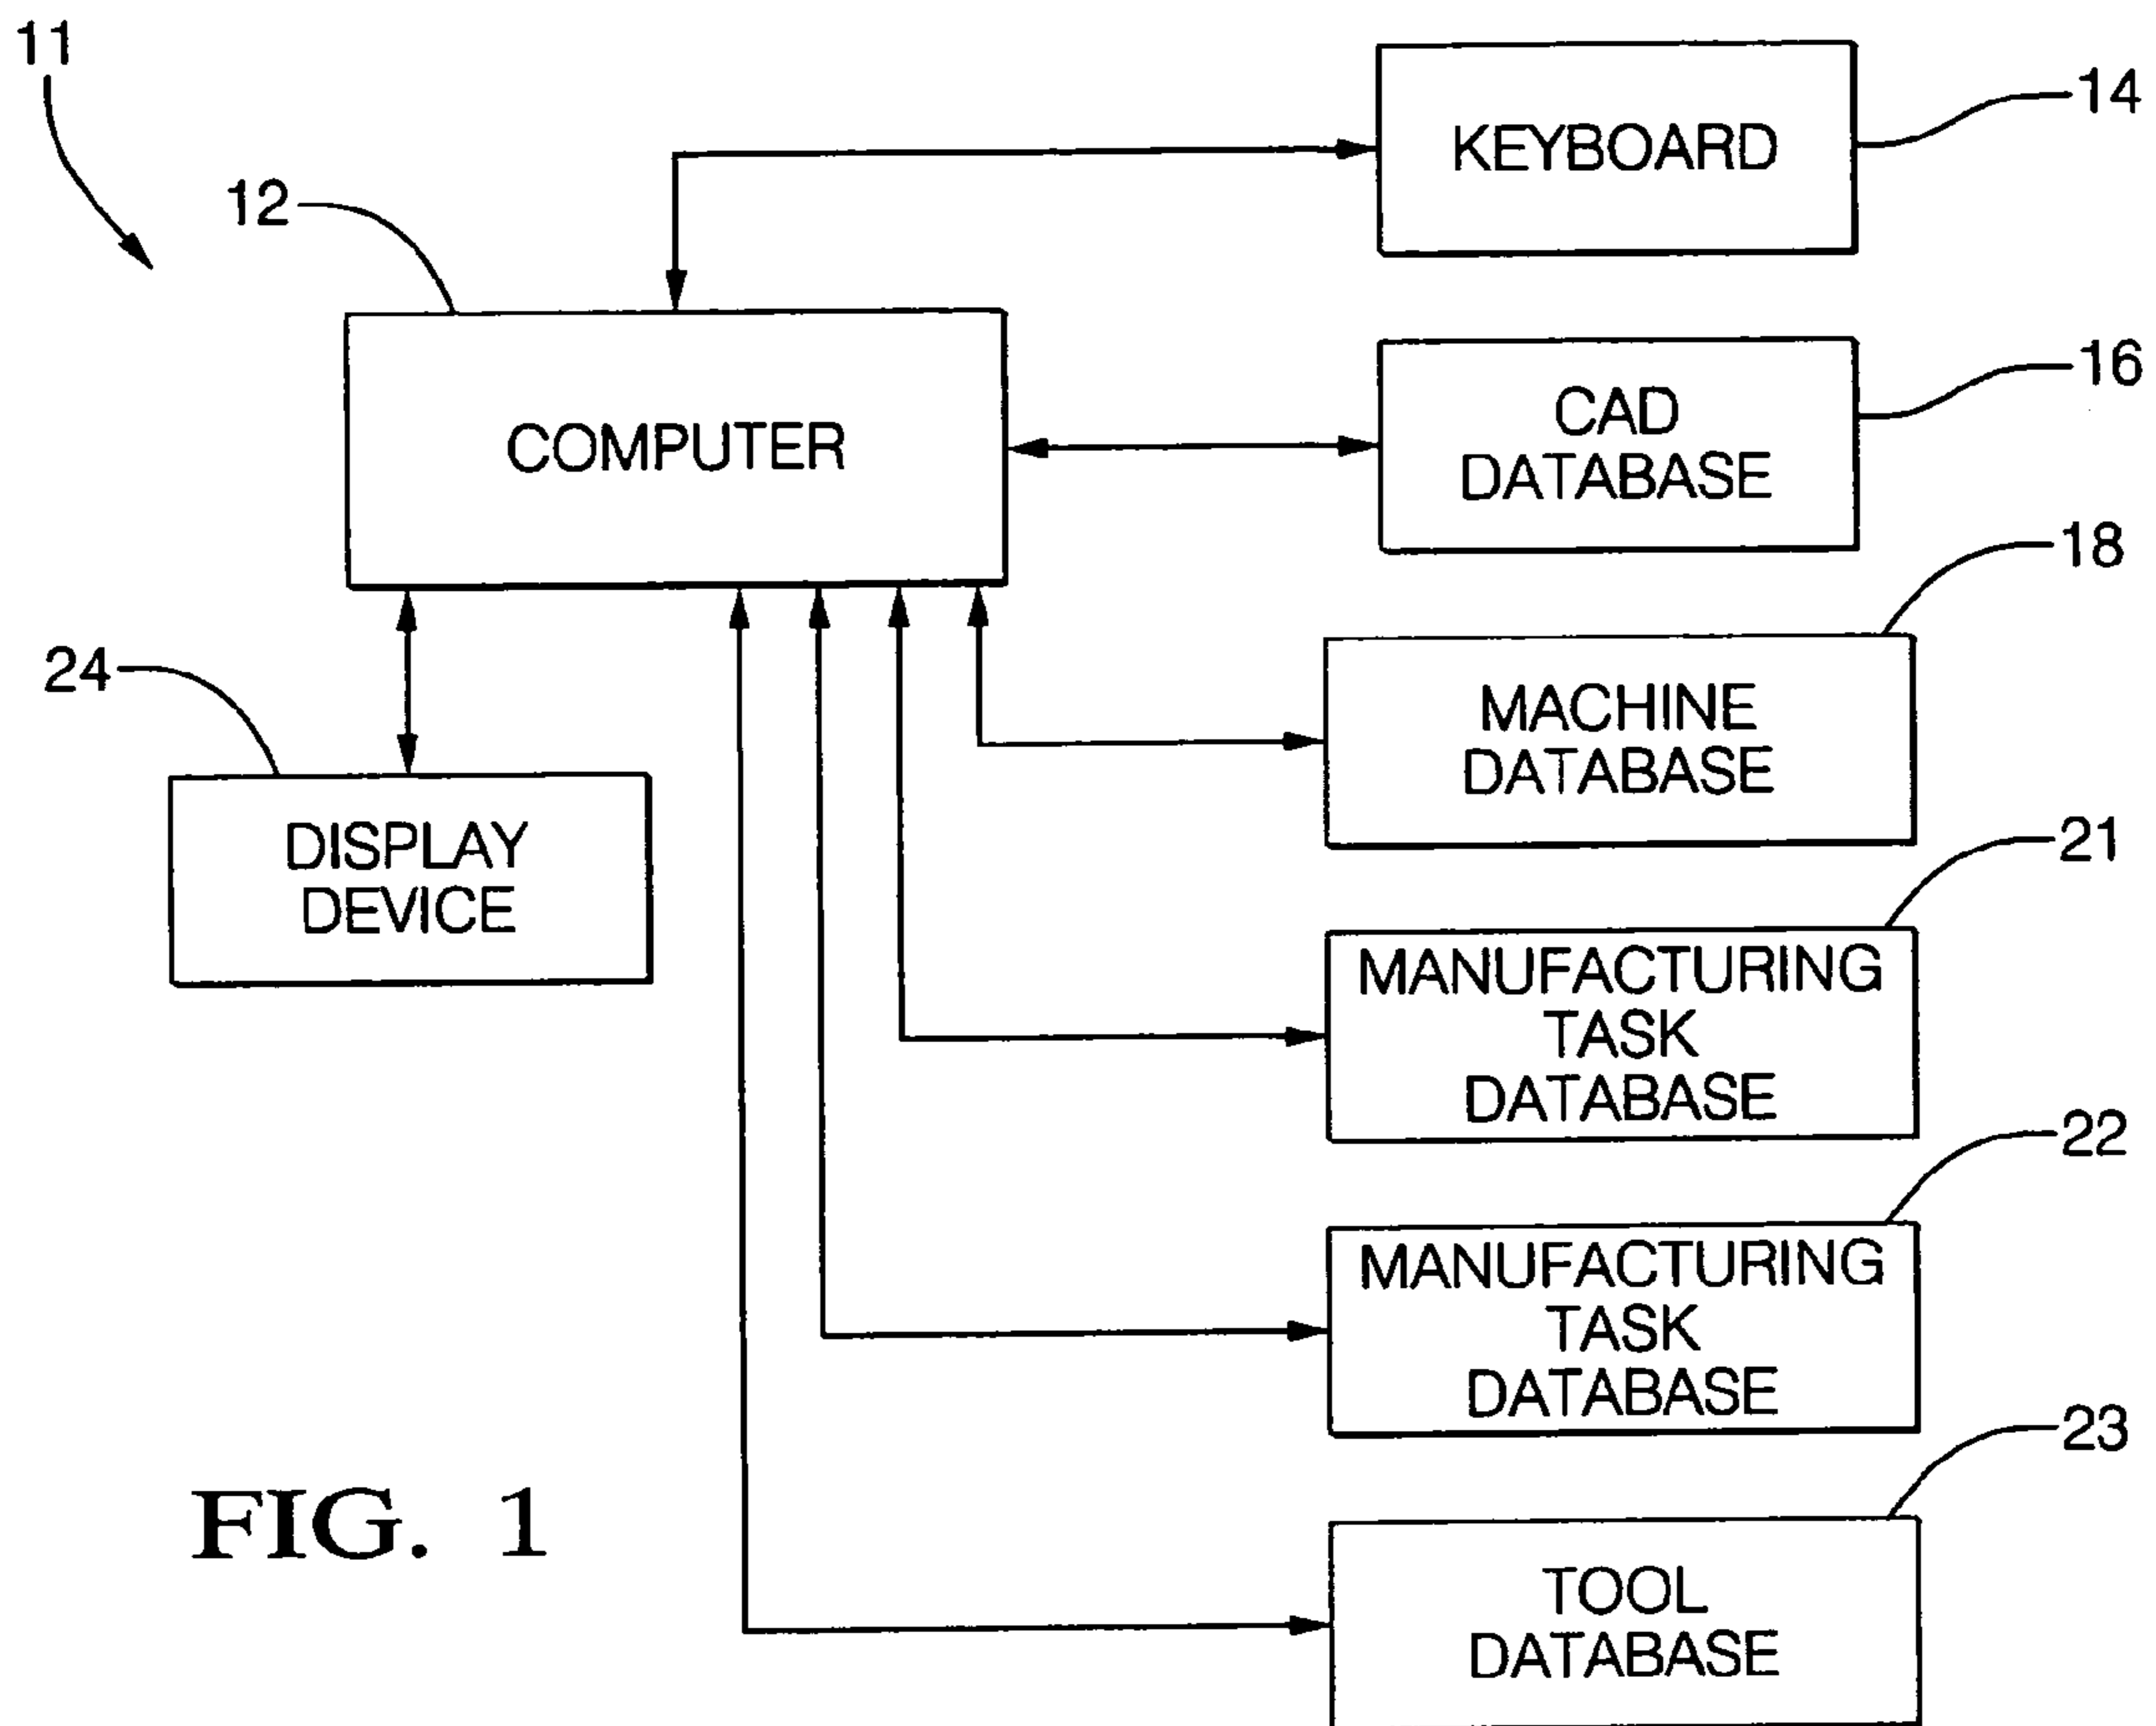 11
KEYBOARD
14
12
COMPUTER
CAD
DATABASE
16
18
MACHINE
DATABASE
24
DISPLAY
DEVICE
21
MANUFACTURING
TASK
DATABASE
22
MANUFACTURING
TASK
DATABASE
23
TOOL
DATABASE
FIG. 1